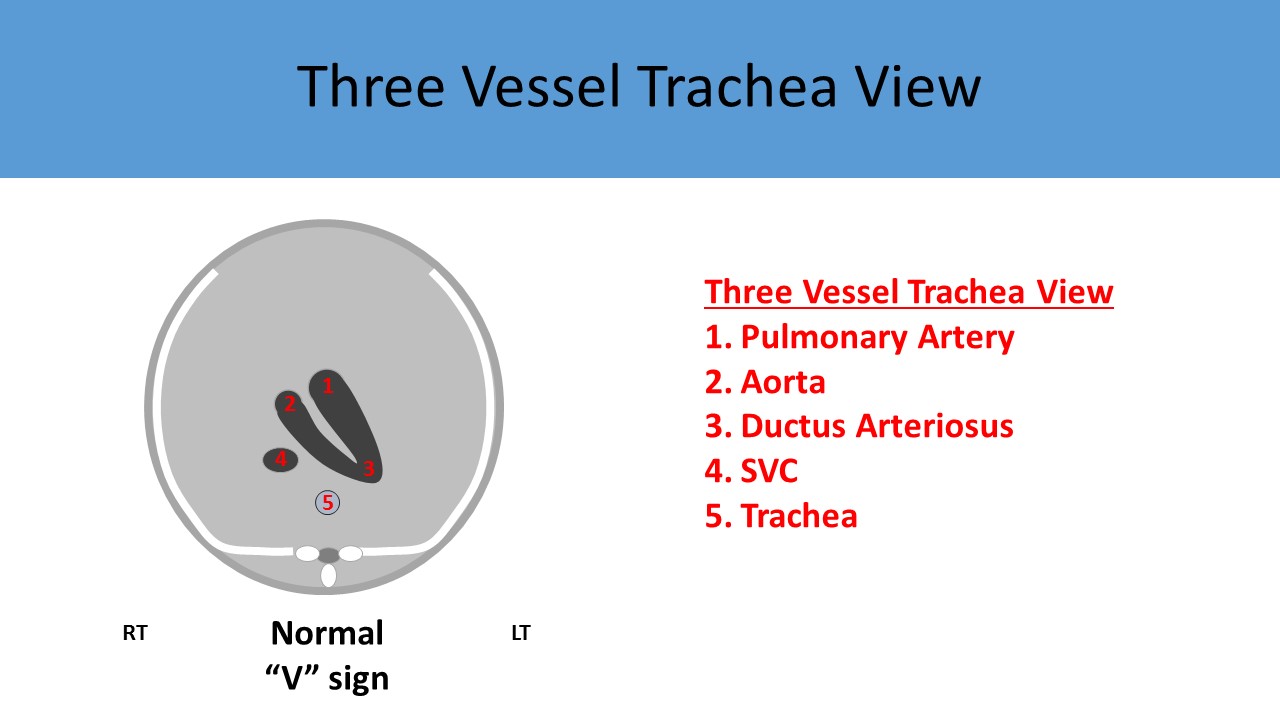 Three Vessel Trachea View
Three Vessel Trachea View
1. Pulmonary Artery
2. Aorta
3. Ductus Arteriosus
4. SVC
5. Trachea
1
2
3
4
5
RT
Normal
LT
“V” sign